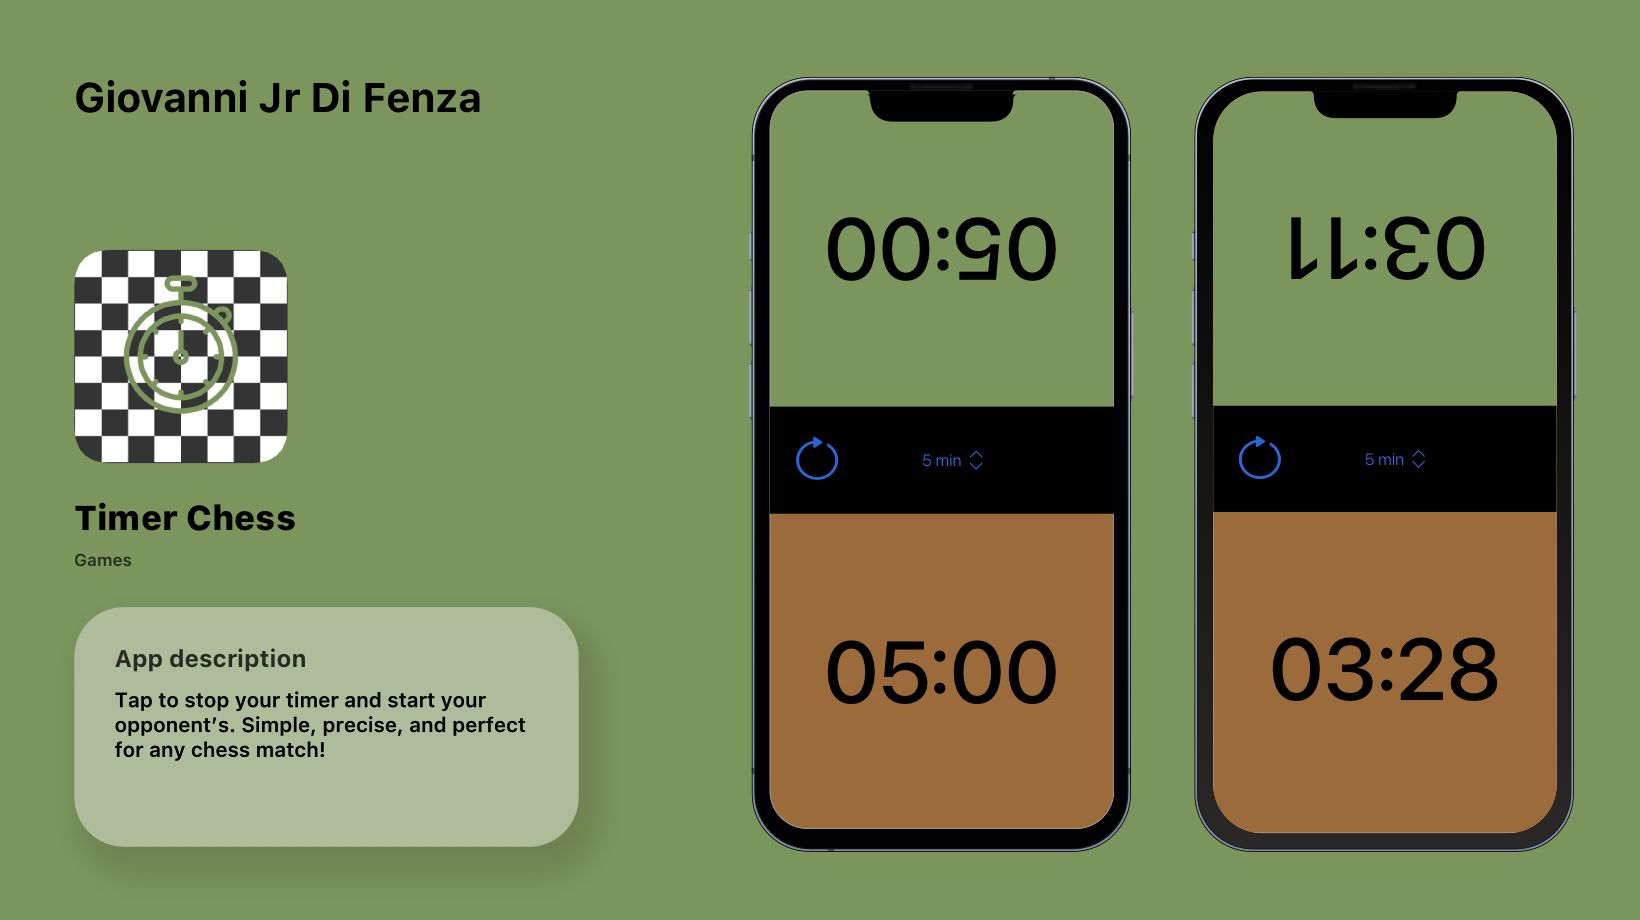 Giovanni Jr Di Fenza
Timer Chess
Games
App description
Tap to stop your timer and start your
opponent’s. Simple, precise, and perfect
for any chess match!
05:00
5 min
05:00
03:11
5 min
03:28